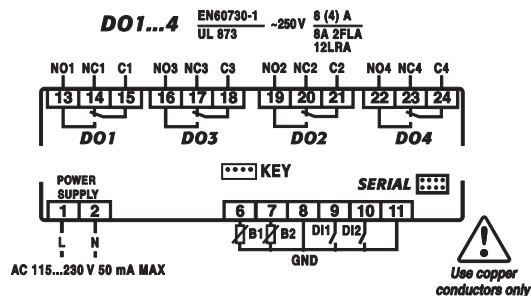 DO1...4 EN60730-1 ~250 V 8 (4) A
UL 873 8A 2FLA
12LRA
NO1 NC1 C1 NO3 NC3 C3 NO2 NC2 C2 NO4 NC4 C4
13 14 15 16 17 18 19 20 21 22 23 24
DO1 DO3 DO2 DO4
KEY
POWER
SUPPLY
SERIAL
1 2 6 7 8 9 10 11
L N B1 B2 DI1 DI2
GND
AC 115...230 V 50 mA MAX
Use copper
conductors only